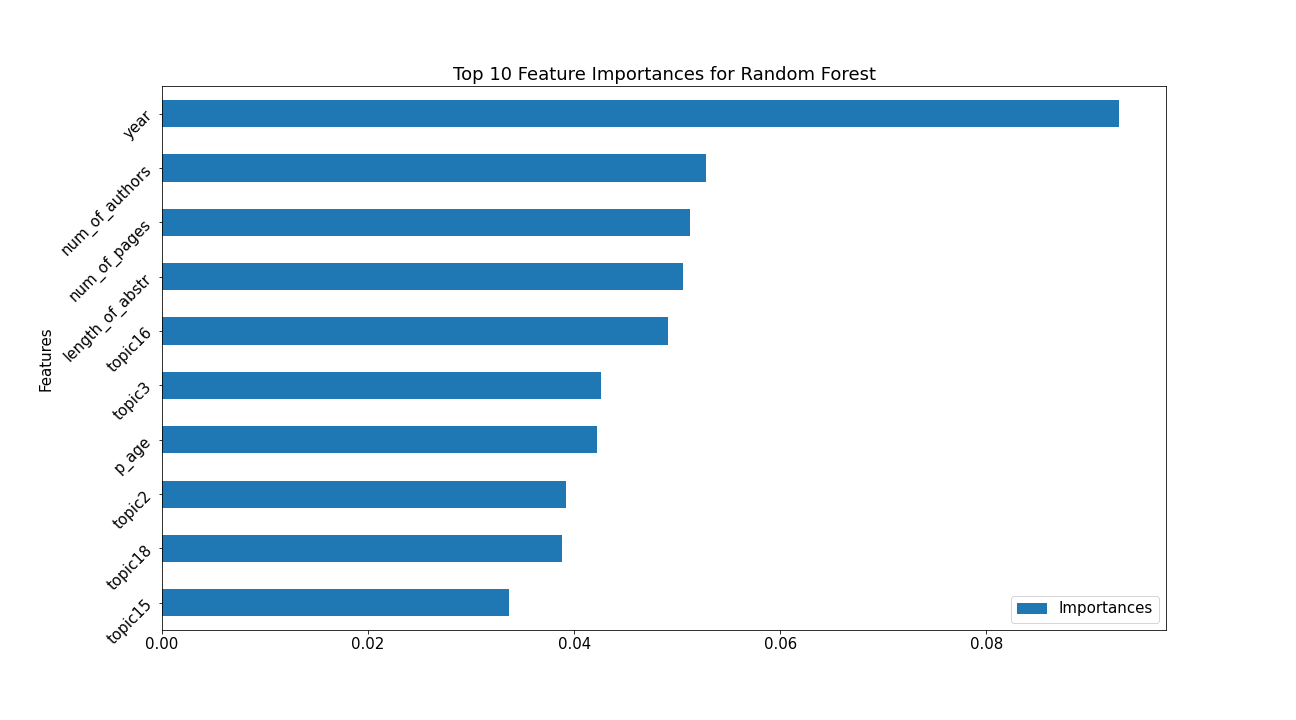 Top 10 Feature Importances for Random Forest
year
num_of_authors
num_of_pages
length_of_abstr
topic16
topic3
p_age
topic2
topic18
topic15
Features
Importances
0.00 0.02 0.04 0.06 0.08